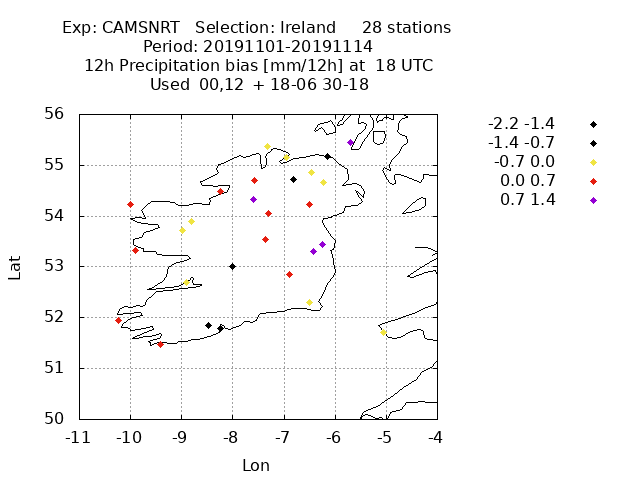 Exp: CAMSNRT   Selection: Ireland     28 stations
Period: 20191101-20191114
12h Precipitation bias [mm/12h] at  18 UTC
Used  00,12  + 18-06 30-18
-2.2 -1.4
-1.4 -0.7
-0.7 0.0
0.0 0.7
0.7 1.4
56
55
54
53
52
51
50
Lat
-11 -10 -9 -8 -7 -6 -5 -4
Lon